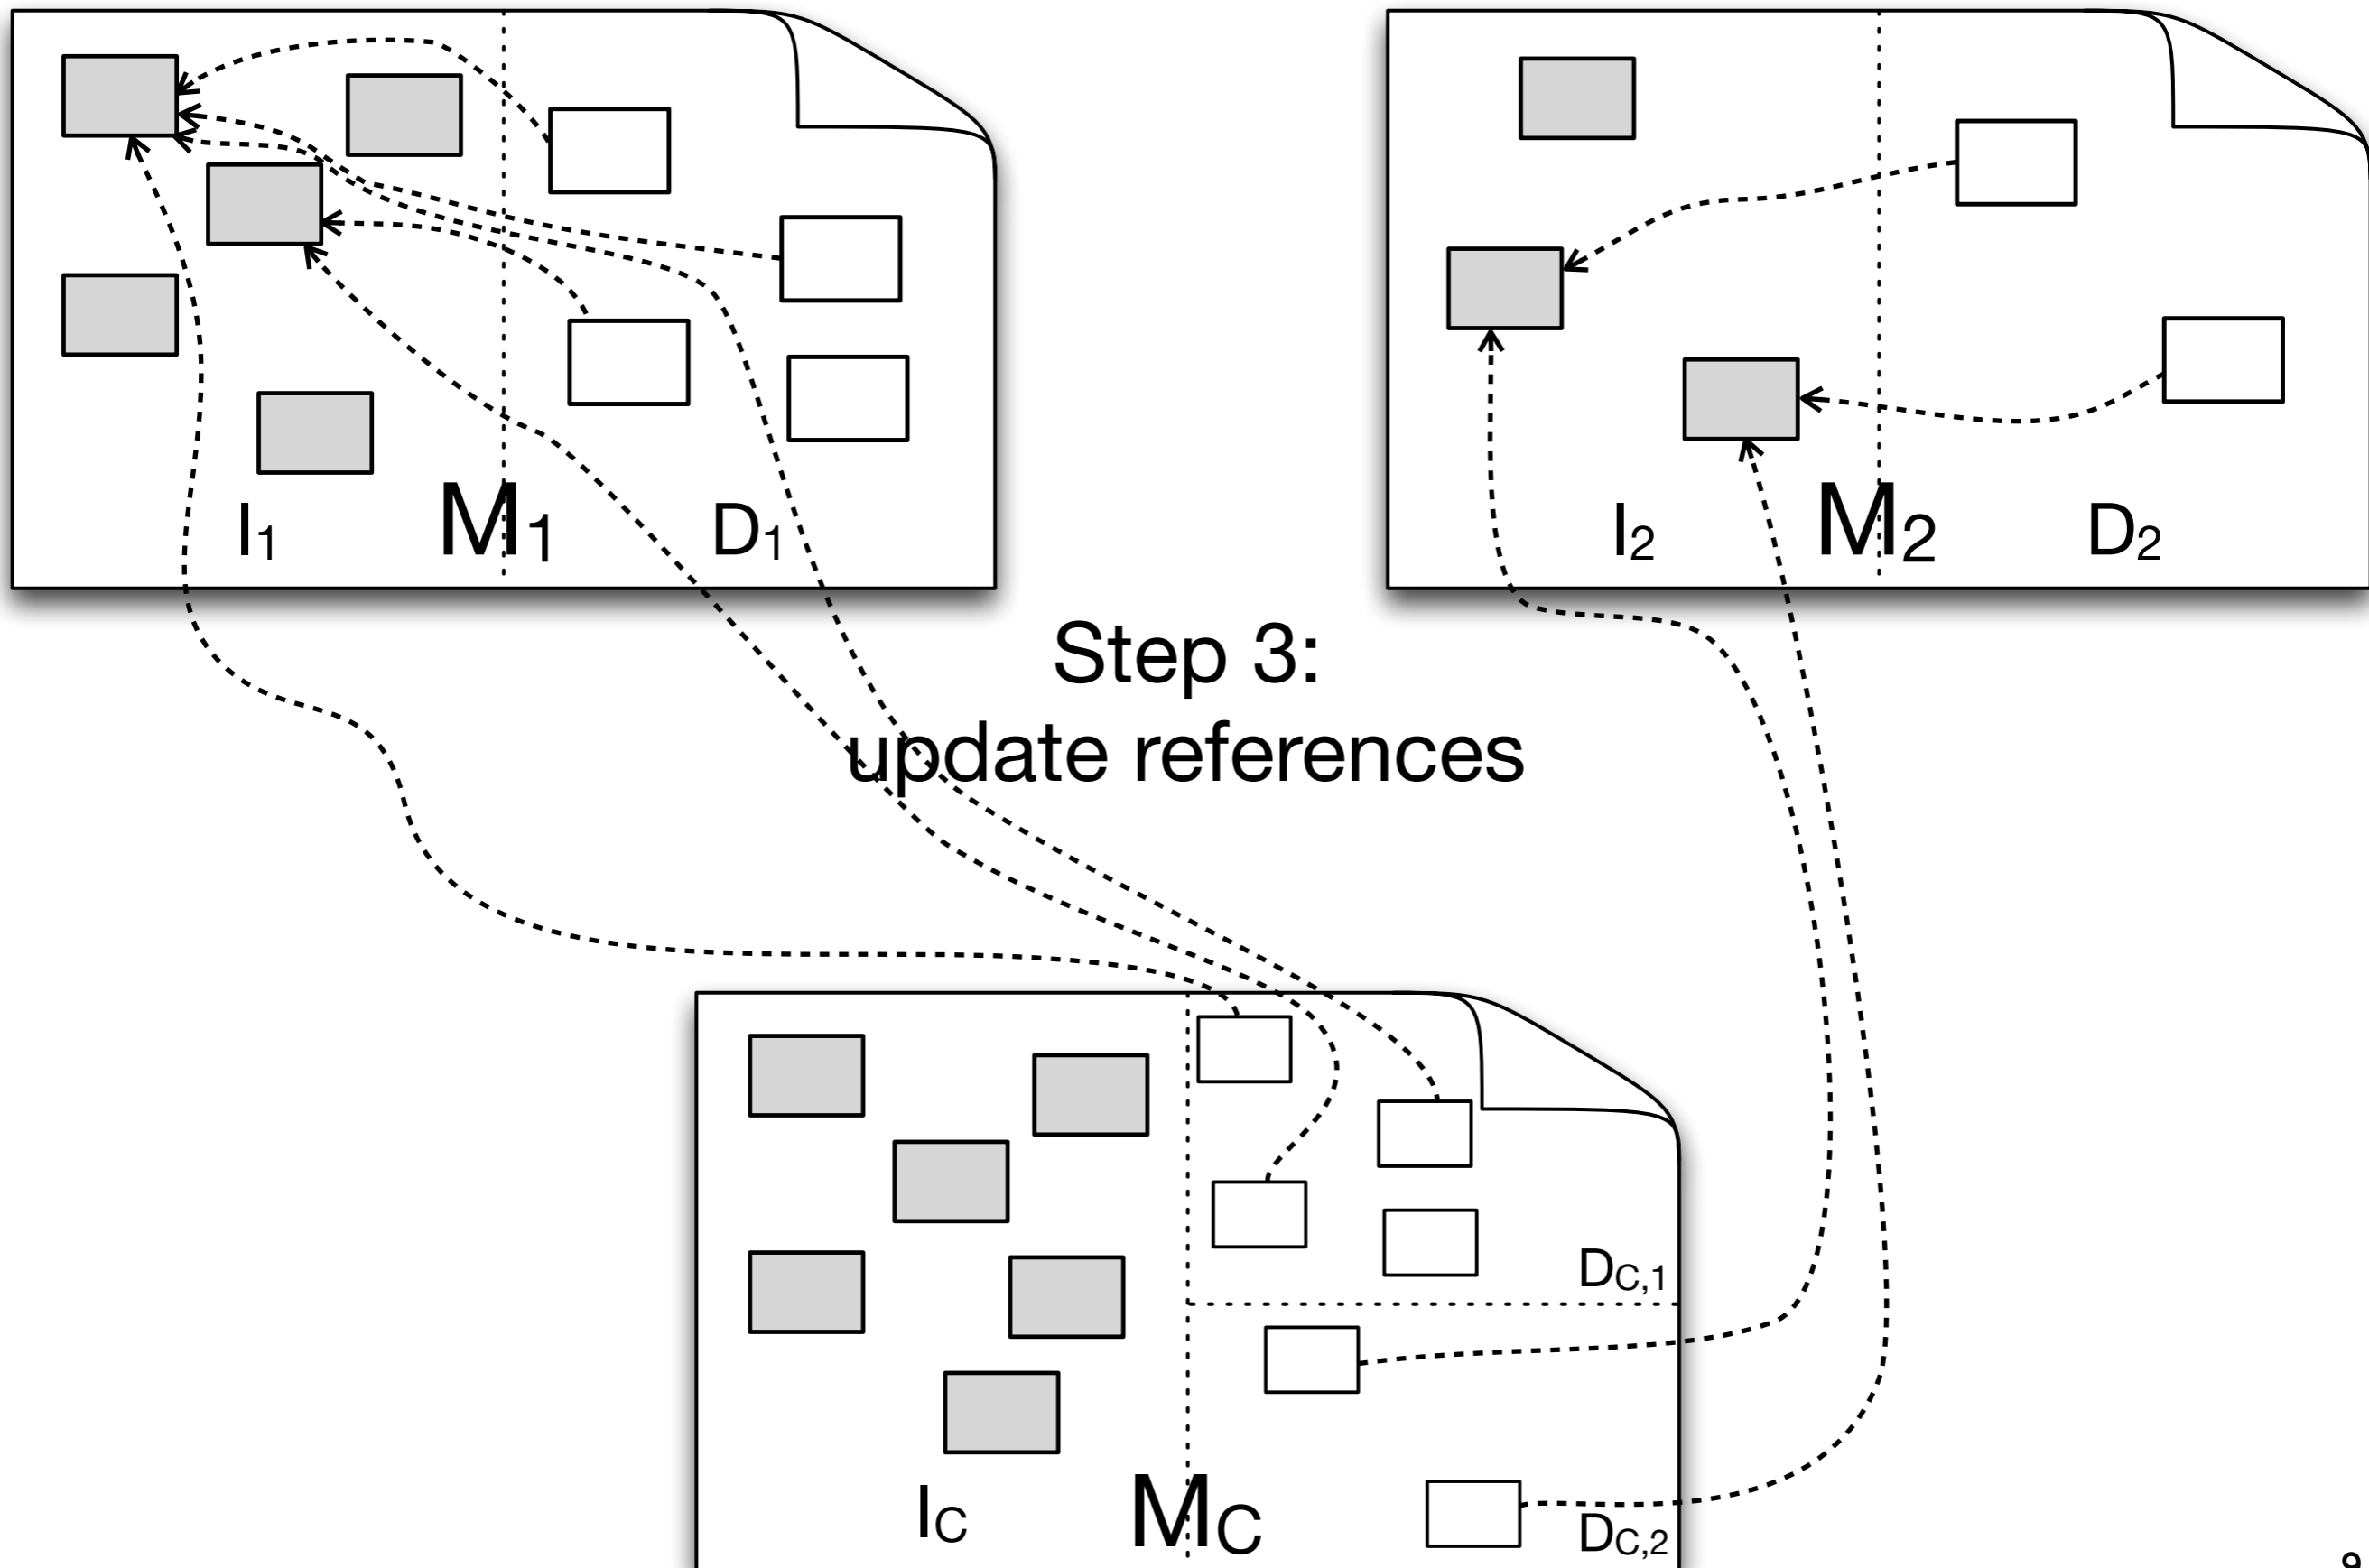 I1 M1 D1
I2 M2 D2
Step 3:
update references
DC,1
IC MC
DC,2